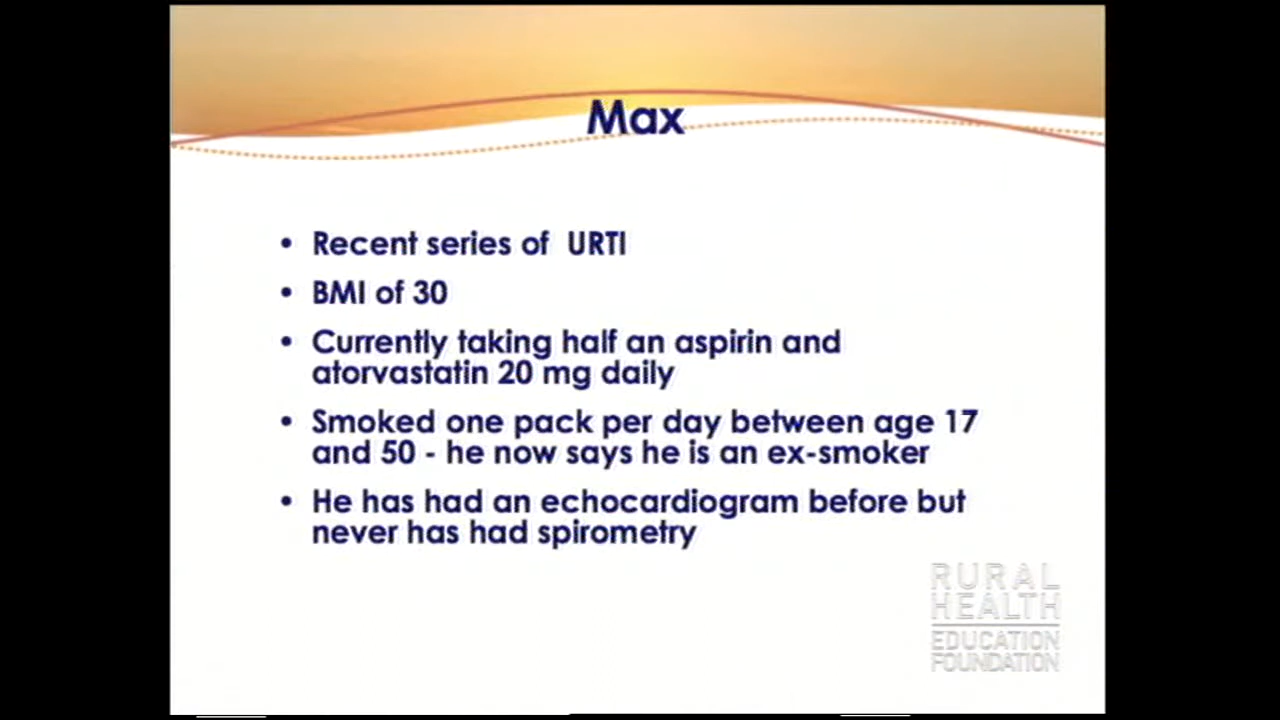 Max
• Recent series of  URTI
• BMI of 30
• Currently taking half an aspirin and
atorvastatin 20 mg daily
• Smoked one pack per day between age 17
and 50 - he now says he is an ex-smoker
• He has had an echocardiogram before but
never has had spirometry
RURAL
HEALTH
EDUCATION
FOUNDATION